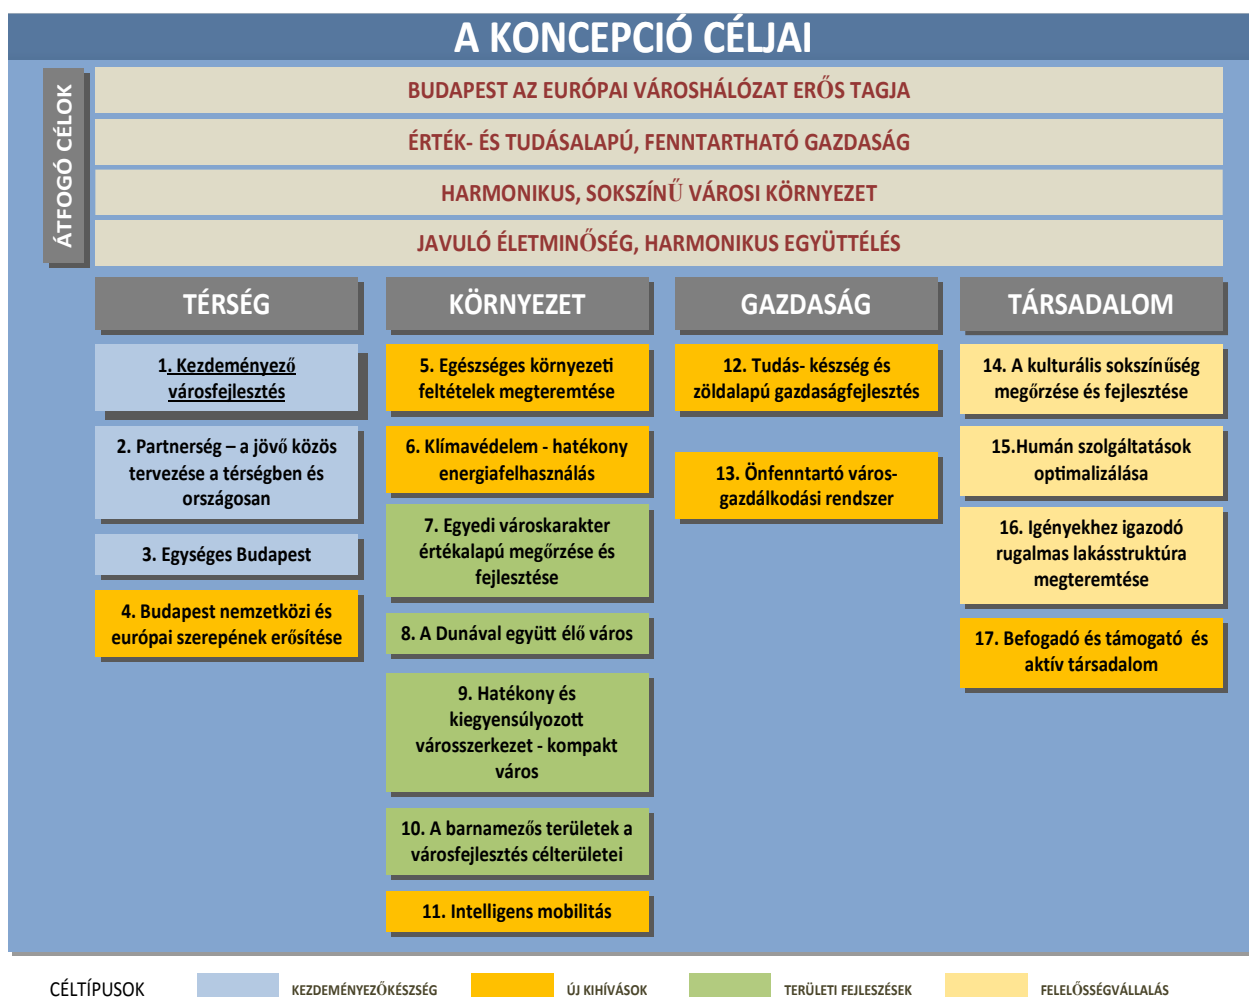 A KONCEPCIÓ CÉLJAI
ÁTFOGÓ CÉLOK
BUDAPEST AZ EURÓPAI VÁROSHÁLÓZAT ERŐS TAGJA
ÉRTÉK- ÉS TUDÁSALAPÚ, FENNTARTHATÓ GAZDASÁG
HARMONIKUS, SOKSZÍNŰ VÁROSI KÖRNYEZET
JAVULÓ ÉLETMINŐSÉG, HARMONIKUS EGYÜTTÉLÉS
TÉRSÉG
1. Kezdeményező
városfejlesztés
2. Partnerség – a jövő közös
tervezése a térségben és
országosan
3. Egységes Budapest
4. Budapest nemzetközi és
európai szerepének erősítése
KÖRNYEZET
5. Egészséges környezeti
feltételek megteremtése
6. Klímavédelem - hatékony
energiafelhasználás
7. Egyedi városkarakter
értékalapú megőrzése és
fejlesztése
8. A Dunával együtt élő város
9. Hatékony és
kiegyensúlyozott
városszerkezet - kompakt
város
10. A barnamezős területek a
városfejlesztés célterületei
11. Intelligens mobilitás
GAZDASÁG
12. Tudás- készség és
zöldalapú gazdaságfejlesztés
13. Önfenntartó város-
gazdálkodási rendszer
TÁRSADALOM
14. A kulturális sokszínűség
megőrzése és fejlesztése
15.Humán szolgáltatások
optimalizálása
16. Igényekhez igazodó
rugalmas lakásstruktúra
megteremtése
17. Befogadó és támogató és
aktív társadalom
CÉLTÍPUSOK
KEZDEMÉNYEZŐKÉSZSÉG
ÚJ KIHÍVÁSOK
TERÜLETI FEJLESZÉSEK
FELELŐSSÉGVÁLLALÁS